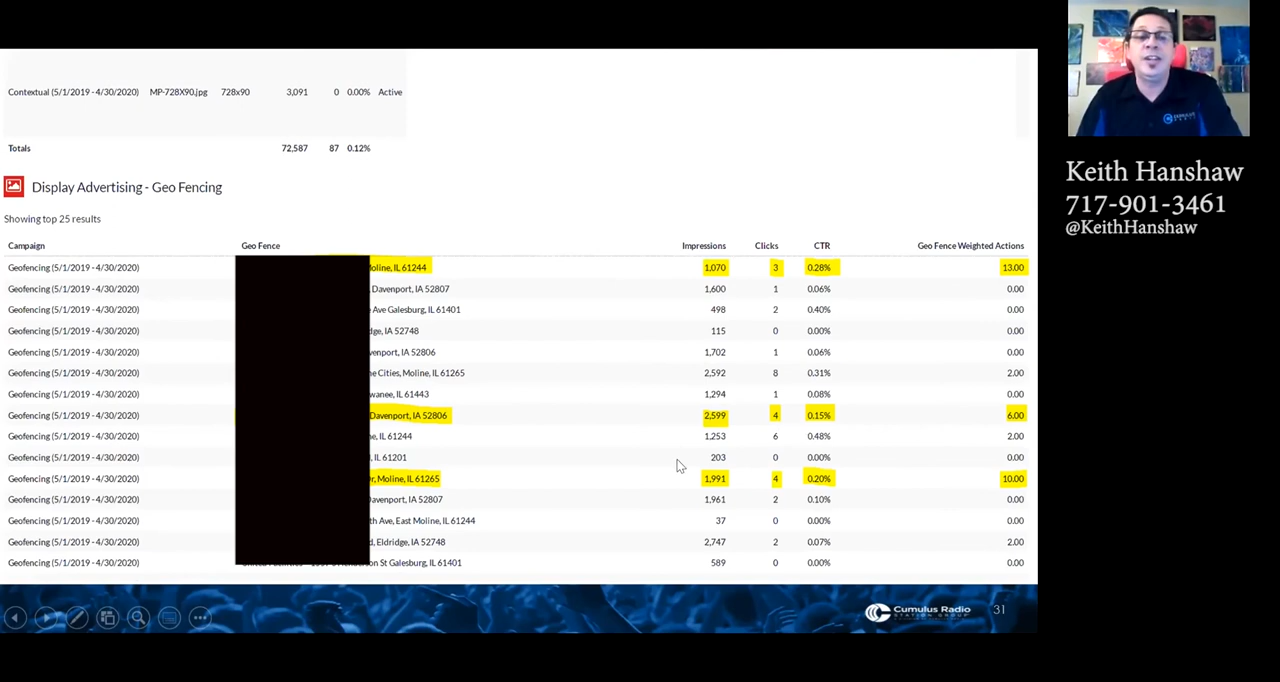 Contextual (5/1/2019 - 4/30/2020) MP-728X90.jpg 728x90 3,091 0 0.00% Active
Totals 72,587 87 0.12%
Display Advertising - Geo Fencing
Showing top 25 results
Campaign Geo Fence Impressions Clicks CTR Geo Fence Weighted Actions
Geofencing (5/1/2019 - 4/30/2020) Moline, IL 61244 1,070 3 0.28% 13.00
Geofencing (5/1/2019 - 4/30/2020) , Davenport, IA 52807 1,600 1 0.06% 0.00
Geofencing (5/1/2019 - 4/30/2020) Ave Galesburg, IL 61401 498 2 0.40% 0.00
Geofencing (5/1/2019 - 4/30/2020) dge, IA 52748 115 0 0.00% 0.00
Geofencing (5/1/2019 - 4/30/2020) venport, IA 52806 1,702 1 0.06% 0.00
Geofencing (5/1/2019 - 4/30/2020) he Cities, Moline, IL 61265 2,592 8 0.31% 2.00
Geofencing (5/1/2019 - 4/30/2020) wanee, IL 61443 1,294 1 0.08% 0.00
Geofencing (5/1/2019 - 4/30/2020) Davenport, IA 52806 2,599 4 0.15% 6.00
Geofencing (5/1/2019 - 4/30/2020) ne, IL 61244 1,253 6 0.48% 2.00
Geofencing (5/1/2019 - 4/30/2020) , IL 61201 203 0 0.00% 0.00
Geofencing (5/1/2019 - 4/30/2020) Dr, Moline, IL 61265 1,991 4 0.20% 10.00
Geofencing (5/1/2019 - 4/30/2020) Davenport, IA 52807 1,961 2 0.10% 0.00
Geofencing (5/1/2019 - 4/30/2020) th Ave, East Moline, IL 61244 37 0 0.00% 0.00
Geofencing (5/1/2019 - 4/30/2020) d, Eldridge, IA 52748 2,747 2 0.07% 2.00
Geofencing (5/1/2019 - 4/30/2020) St Galesburg, IL 61401 589 0 0.00% 0.00
Cumulus Radio
STATION GROUP
31
Keith Hanshaw
717-901-3461
@KeithHanshaw